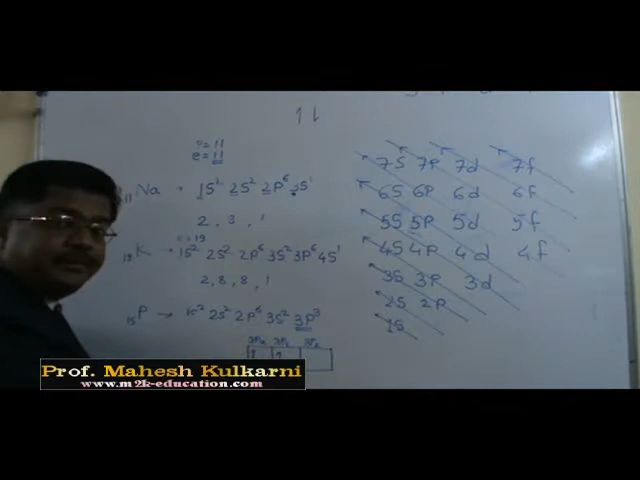 1 l
e=11
11Na → 1S² 2S² 2P⁶ 3S¹
2, 8, 1
19K → 1S² 2S² 2P⁶ 3S² 3P⁶ 4S¹
2, 8, 8, 1
15P → 1S² 2S² 2P⁶ 3S² 3P³
7S 7P 7d 7f
6S 6P 6d 6f
5S 5P 5d 5f
4S 4P 4d 4f
3S 3P 3d
2S 2P
1S
Prof. Mahesh Kulkarni
www.m2k-education.com